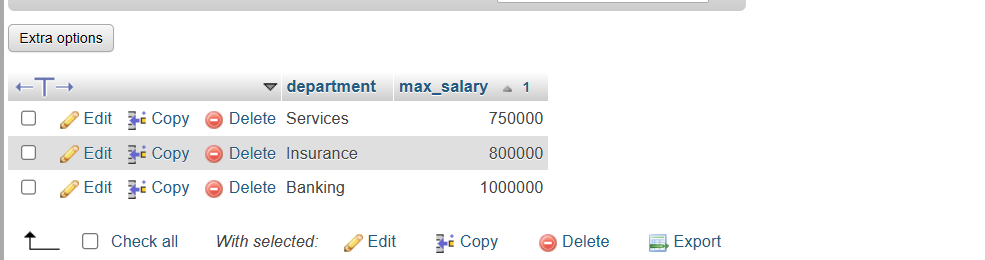 Extra options
department max_salary 1
Edit Copy Delete Services 750000
Edit Copy Delete Insurance 800000
Edit Copy Delete Banking 1000000
Check all With selected: Edit Copy Delete Export